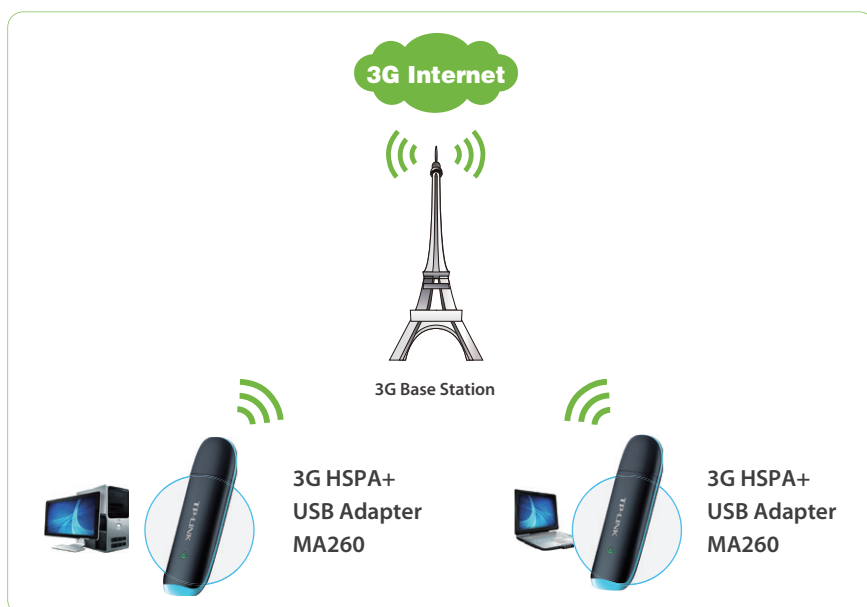 3G Internet
3G Base Station
TP-LINK
3G HSPA+
USB Adapter
MA260
TP-LINK
3G HSPA+
USB Adapter
MA260